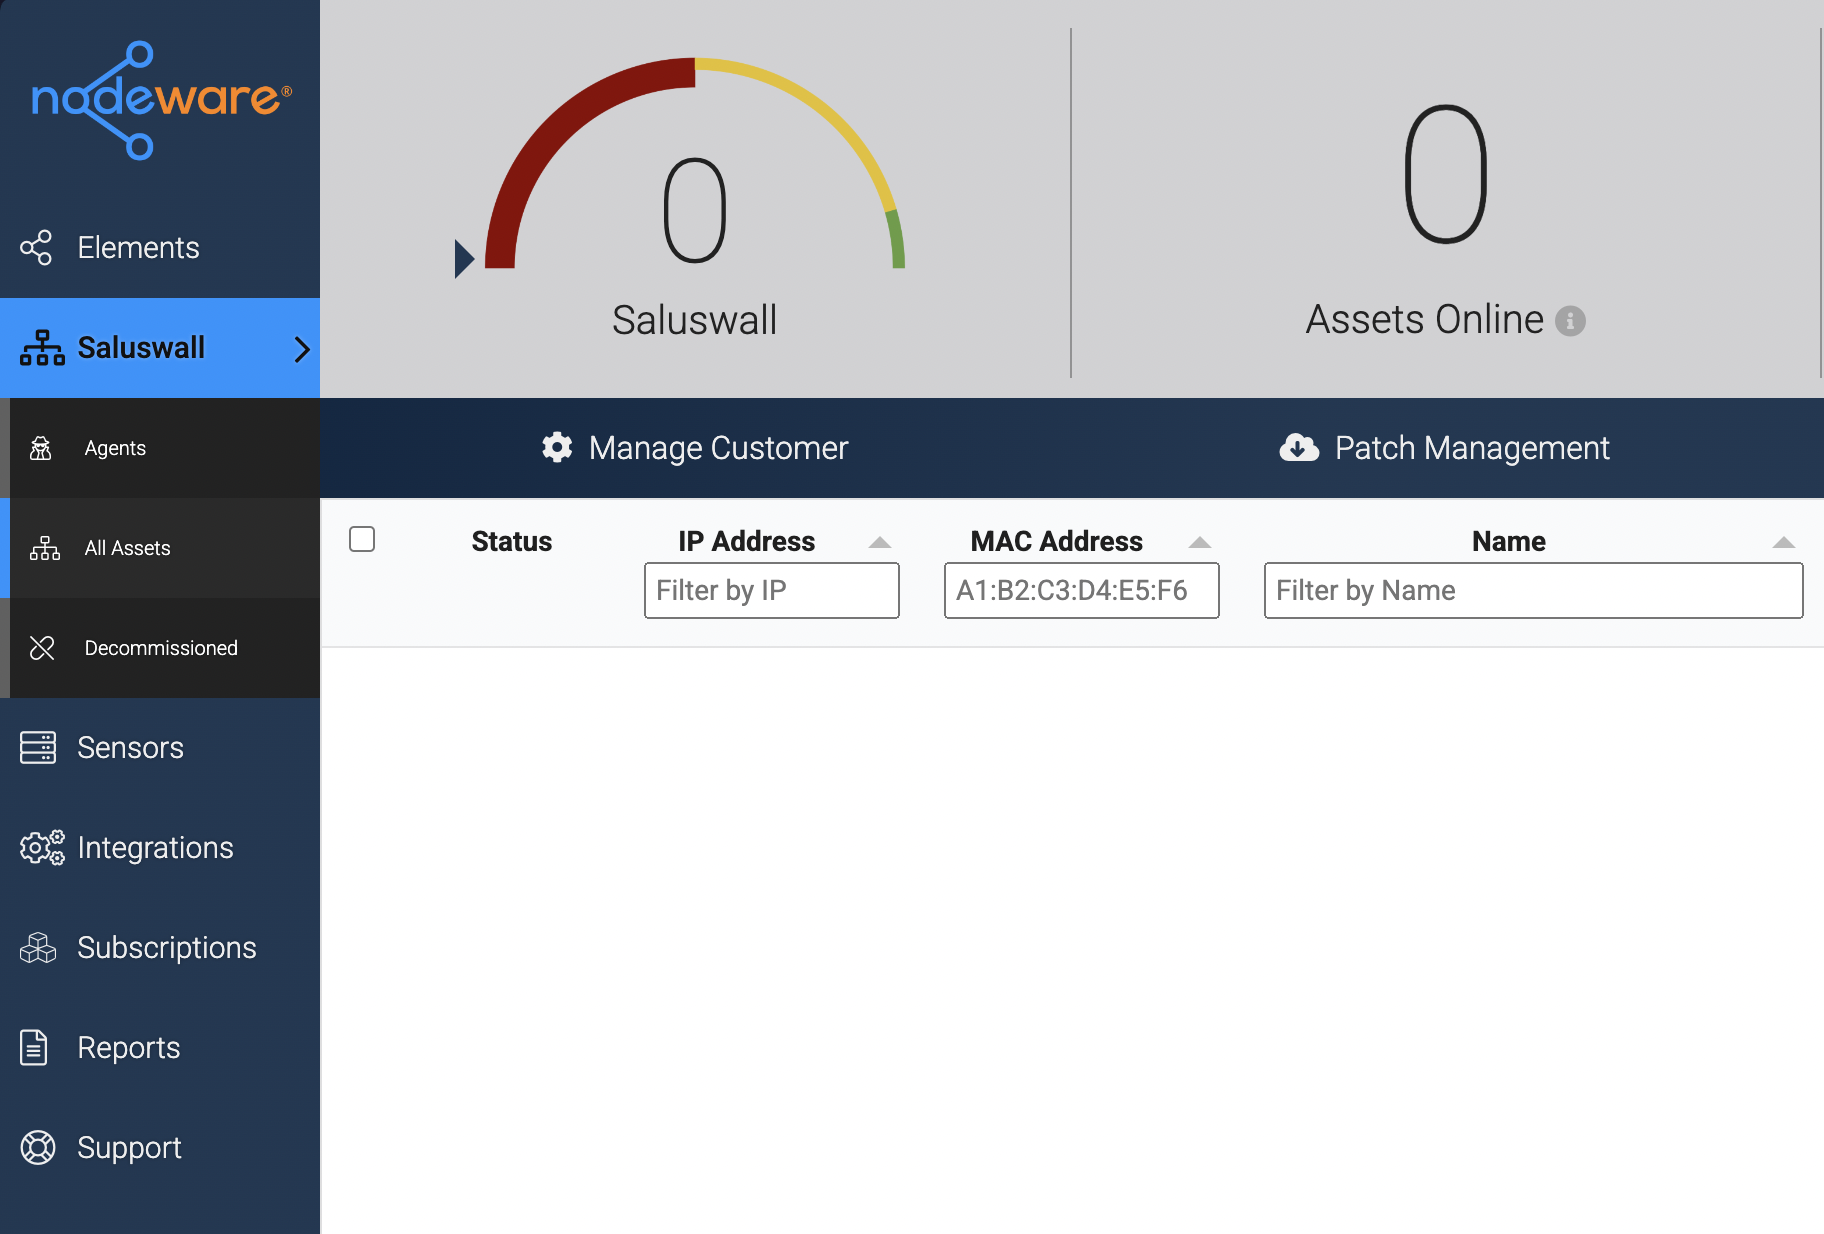 nodeware®
Elements
Saluswall
Agents
All Assets
Decommissioned
Sensors
Integrations
Subscriptions
Reports
Support
0
Saluswall
0
Assets Online
Manage Customer
Patch Management
Status IP Address MAC Address Name
Filter by IP A1:B2:C3:D4:E5:F6 Filter by Name